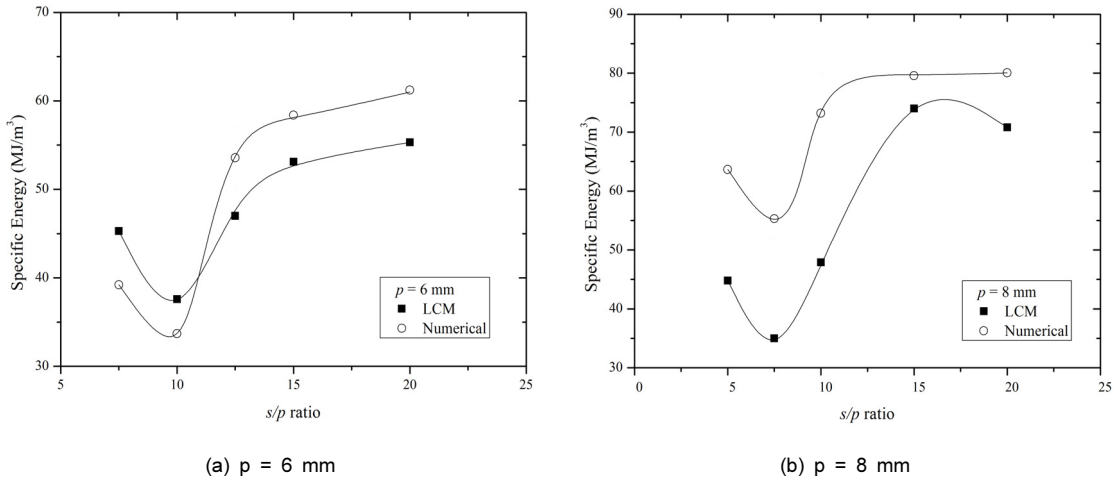 70
60
50
40
30
Specific Energy (MJ/m³)
p = 6 mm
LCM
Numerical
5 10 15 20 25
s/p ratio
(a) p = 6 mm
90
80
70
60
50
40
30
Specific Energy (MJ/m³)
p = 8 mm
LCM
Numerical
0 5 10 15 20 25
s/p ratio
(b) p = 8 mm